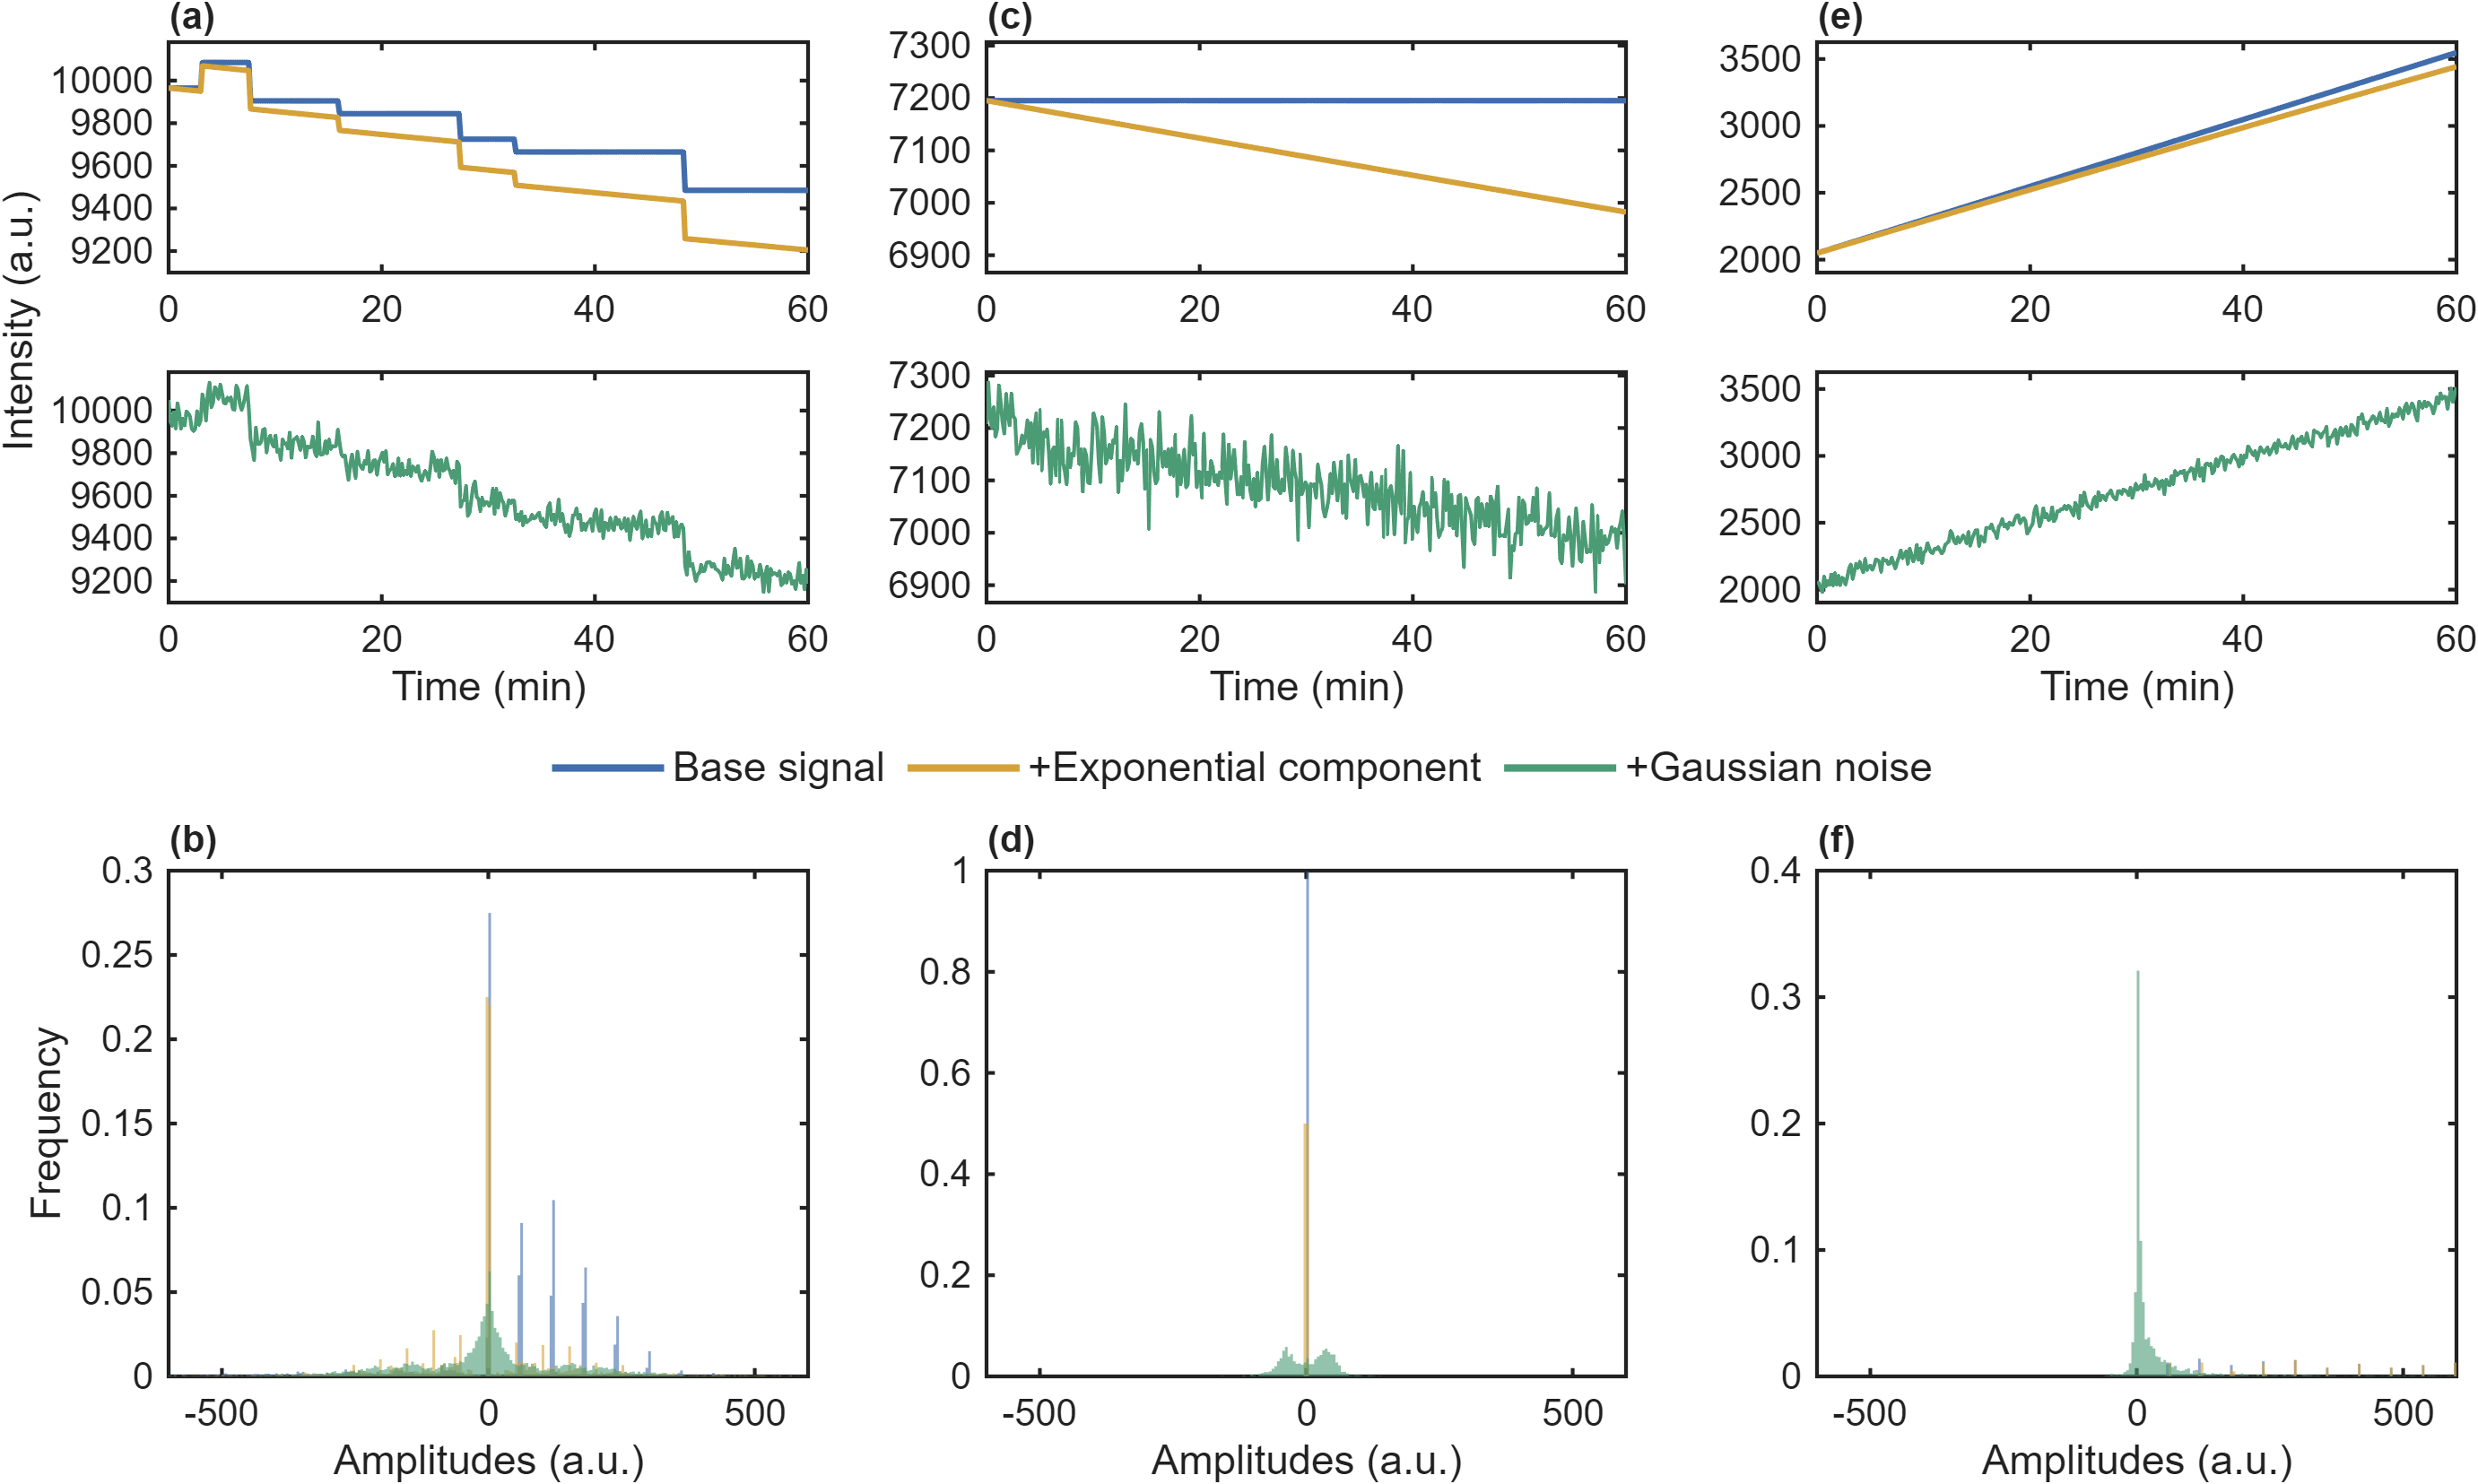 (a) (c) (e)
Intensity (a.u.)
10000
9800
9600
9400
9200
0 20 40 60
7300
7200
7100
7000
6900
0 20 40 60
3500
3000
2500
2000
0 20 40 60
10000
9800
9600
9400
9200
0 20 40 60
Time (min)
7300
7200
7100
7000
6900
0 20 40 60
Time (min)
3500
3000
2500
2000
0 20 40 60
Time (min)
Base signal +Exponential component +Gaussian noise
(b) (d) (f)
Frequency
0.3
0.25
0.2
0.15
0.1
0.05
0
-500 0 500
Amplitudes (a.u.)
1
0.8
0.6
0.4
0.2
0
-500 0 500
Amplitudes (a.u.)
0.4
0.3
0.2
0.1
0
-500 0 500
Amplitudes (a.u.)